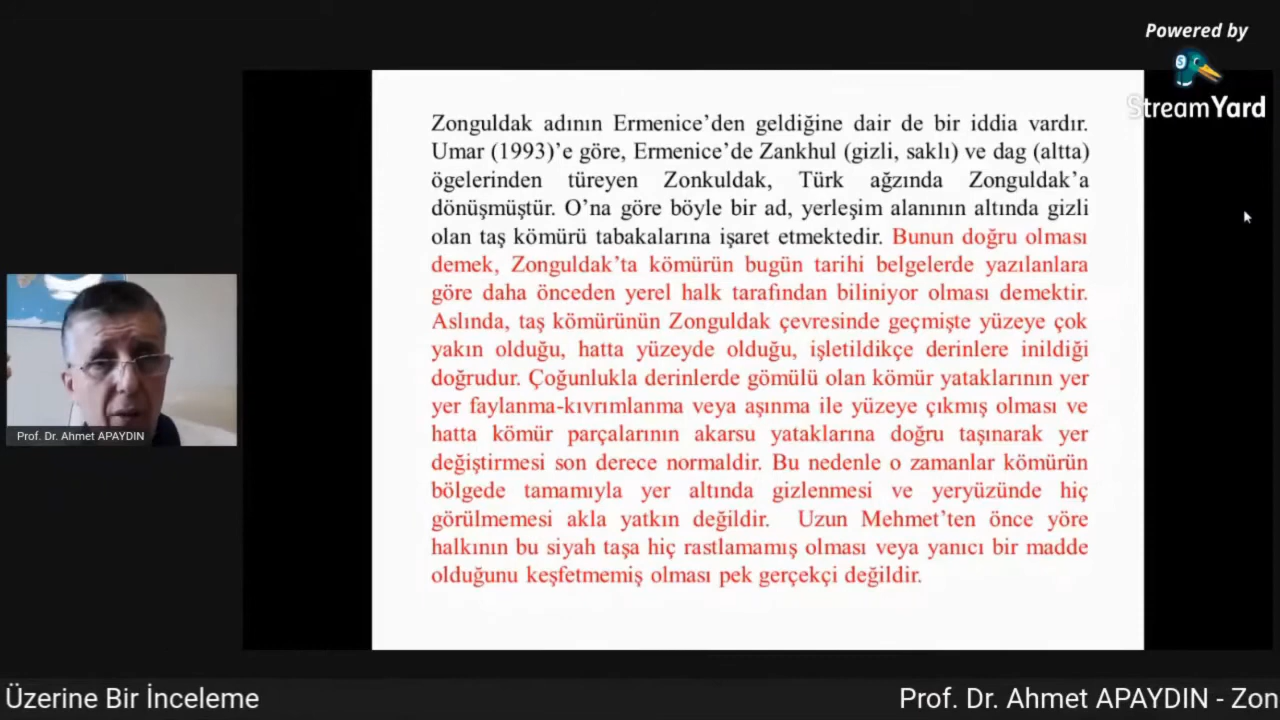 Powered by
StreamYard
Zonguldak adının Ermenice’den geldiğine dair de bir iddia vardır.
Umar (1993)’e göre, Ermenice’de Zankhul (gizli, saklı) ve dag (altta)
ögelerinden türeyen Zonkuldak, Türk ağzında Zonguldak’a
dönüşmüştür. O’na göre böyle bir ad, yerleşim alanının altında gizli
olan taş kömürü tabakalarına işaret etmektedir. Bunun doğru olması
demek, Zonguldak’ta kömürün bugün tarihi belgelerde yazılanlara
göre daha önceden yerel halk tarafından biliniyor olması demektir.
Aslında, taş kömürünün Zonguldak çevresinde geçmişte yüzeye çok
yakın olduğu, hatta yüzeyde olduğu, işletildikçe derinlere inildiği
doğrudur. Çoğunlukla derinlerde gömülü olan kömür yataklarının yer
yer faylanma-kıvrımlanma veya aşınma ile yüzeye çıkmış olması ve
hatta kömür parçalarının akarsu yataklarına doğru taşınarak yer
değiştirmesi son derece normaldir. Bu nedenle o zamanlar kömürün
bölgede tamamıyla yer altında gizlenmesi ve yeryüzünde hiç
görülmemesi akla yatkın değildir. Uzun Mehmet’ten önce yöre
halkının bu siyah taşa hiç rastlamamış olması veya yanıcı bir madde
olduğunu keşfetmemiş olması pek gerçekçi değildir.
Prof. Dr. Ahmet APAYDIN
Üzerine Bir İnceleme
Prof. Dr. Ahmet APAYDIN - Zon